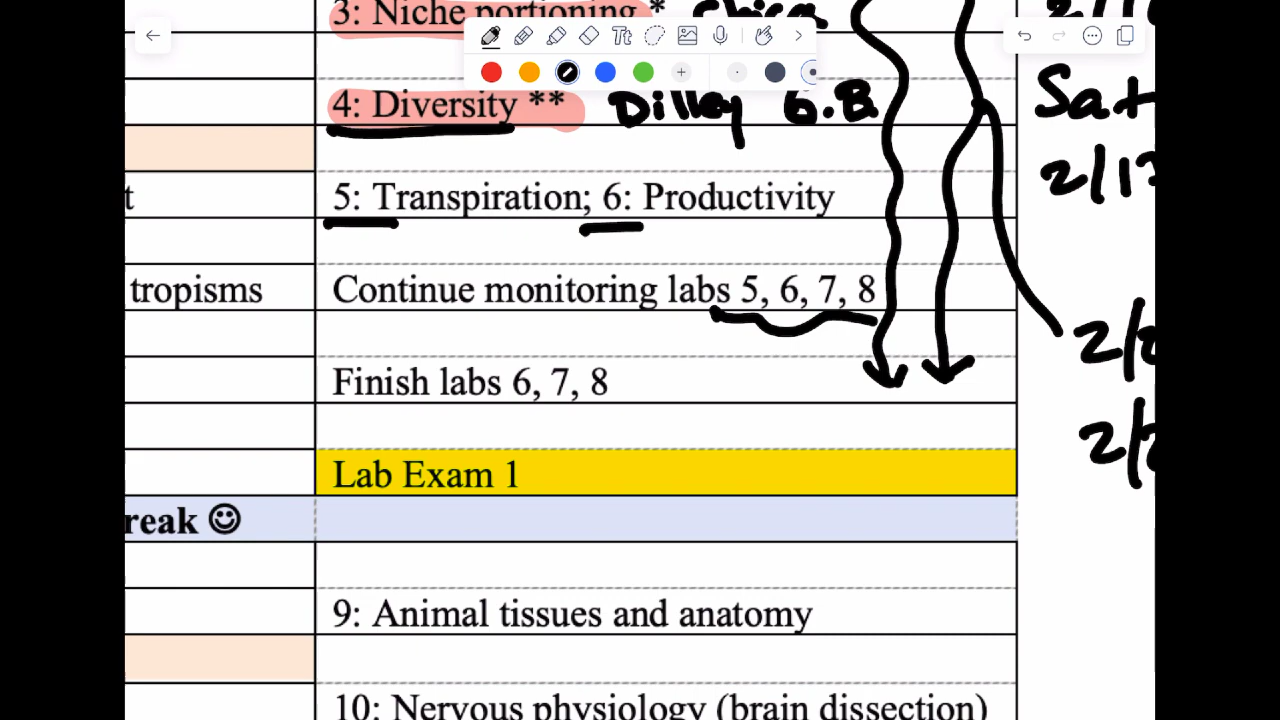 3: Niche portioning *
4: Diversity ** Dilley G.B.
Sat
5: Transpiration; 6: Productivity
tropisms
Continue monitoring labs 5, 6, 7, 8
Finish labs 6, 7, 8
Lab Exam 1
reak ☺
9: Animal tissues and anatomy
10: Nervous physiology (brain dissection)